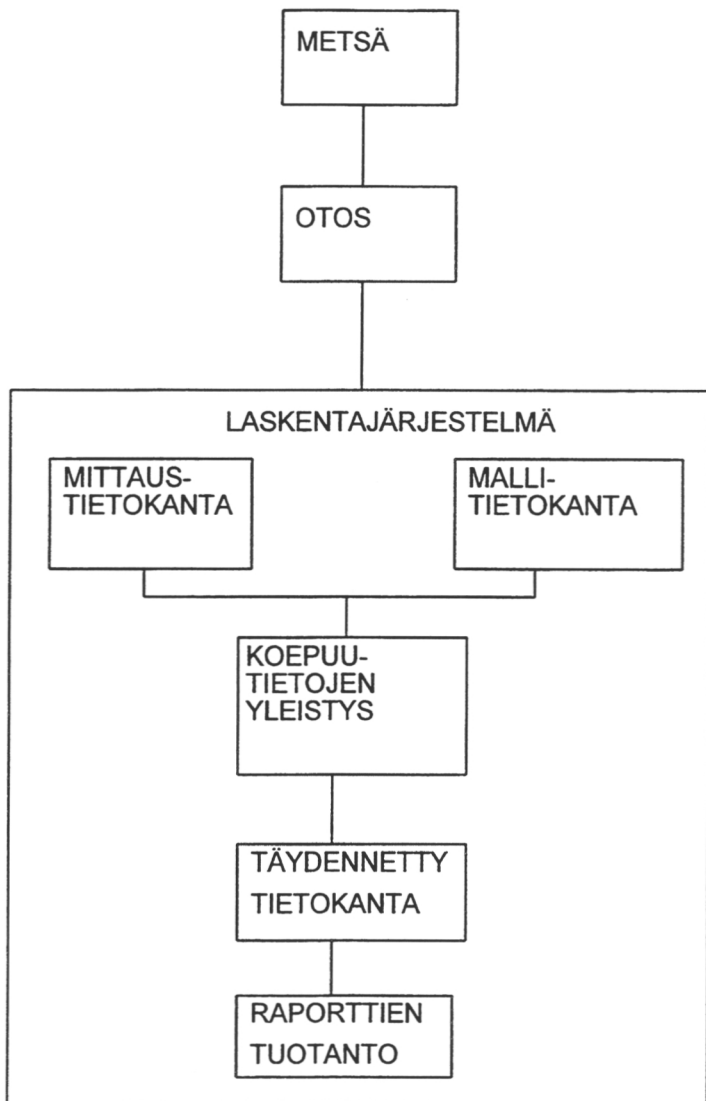 METSÄ
OTOS
LASKENTAJÄRJESTELMÄ
MITTAUS-
TIETOKANTA
MALLI-
TIETOKANTA
KOEPUU-
TIETOJEN
YLEISTYS
TÄYDENNETTY
TIETOKANTA
RAPORTTIEN
TUOTANTO